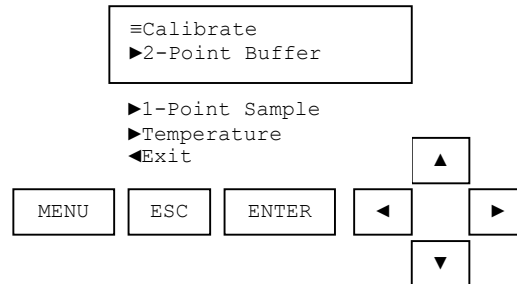 ≡Calibrate
►2-Point Buffer
►1-Point Sample
►Temperature
◄Exit
▲
MENU ESC ENTER ◄ ►
▼